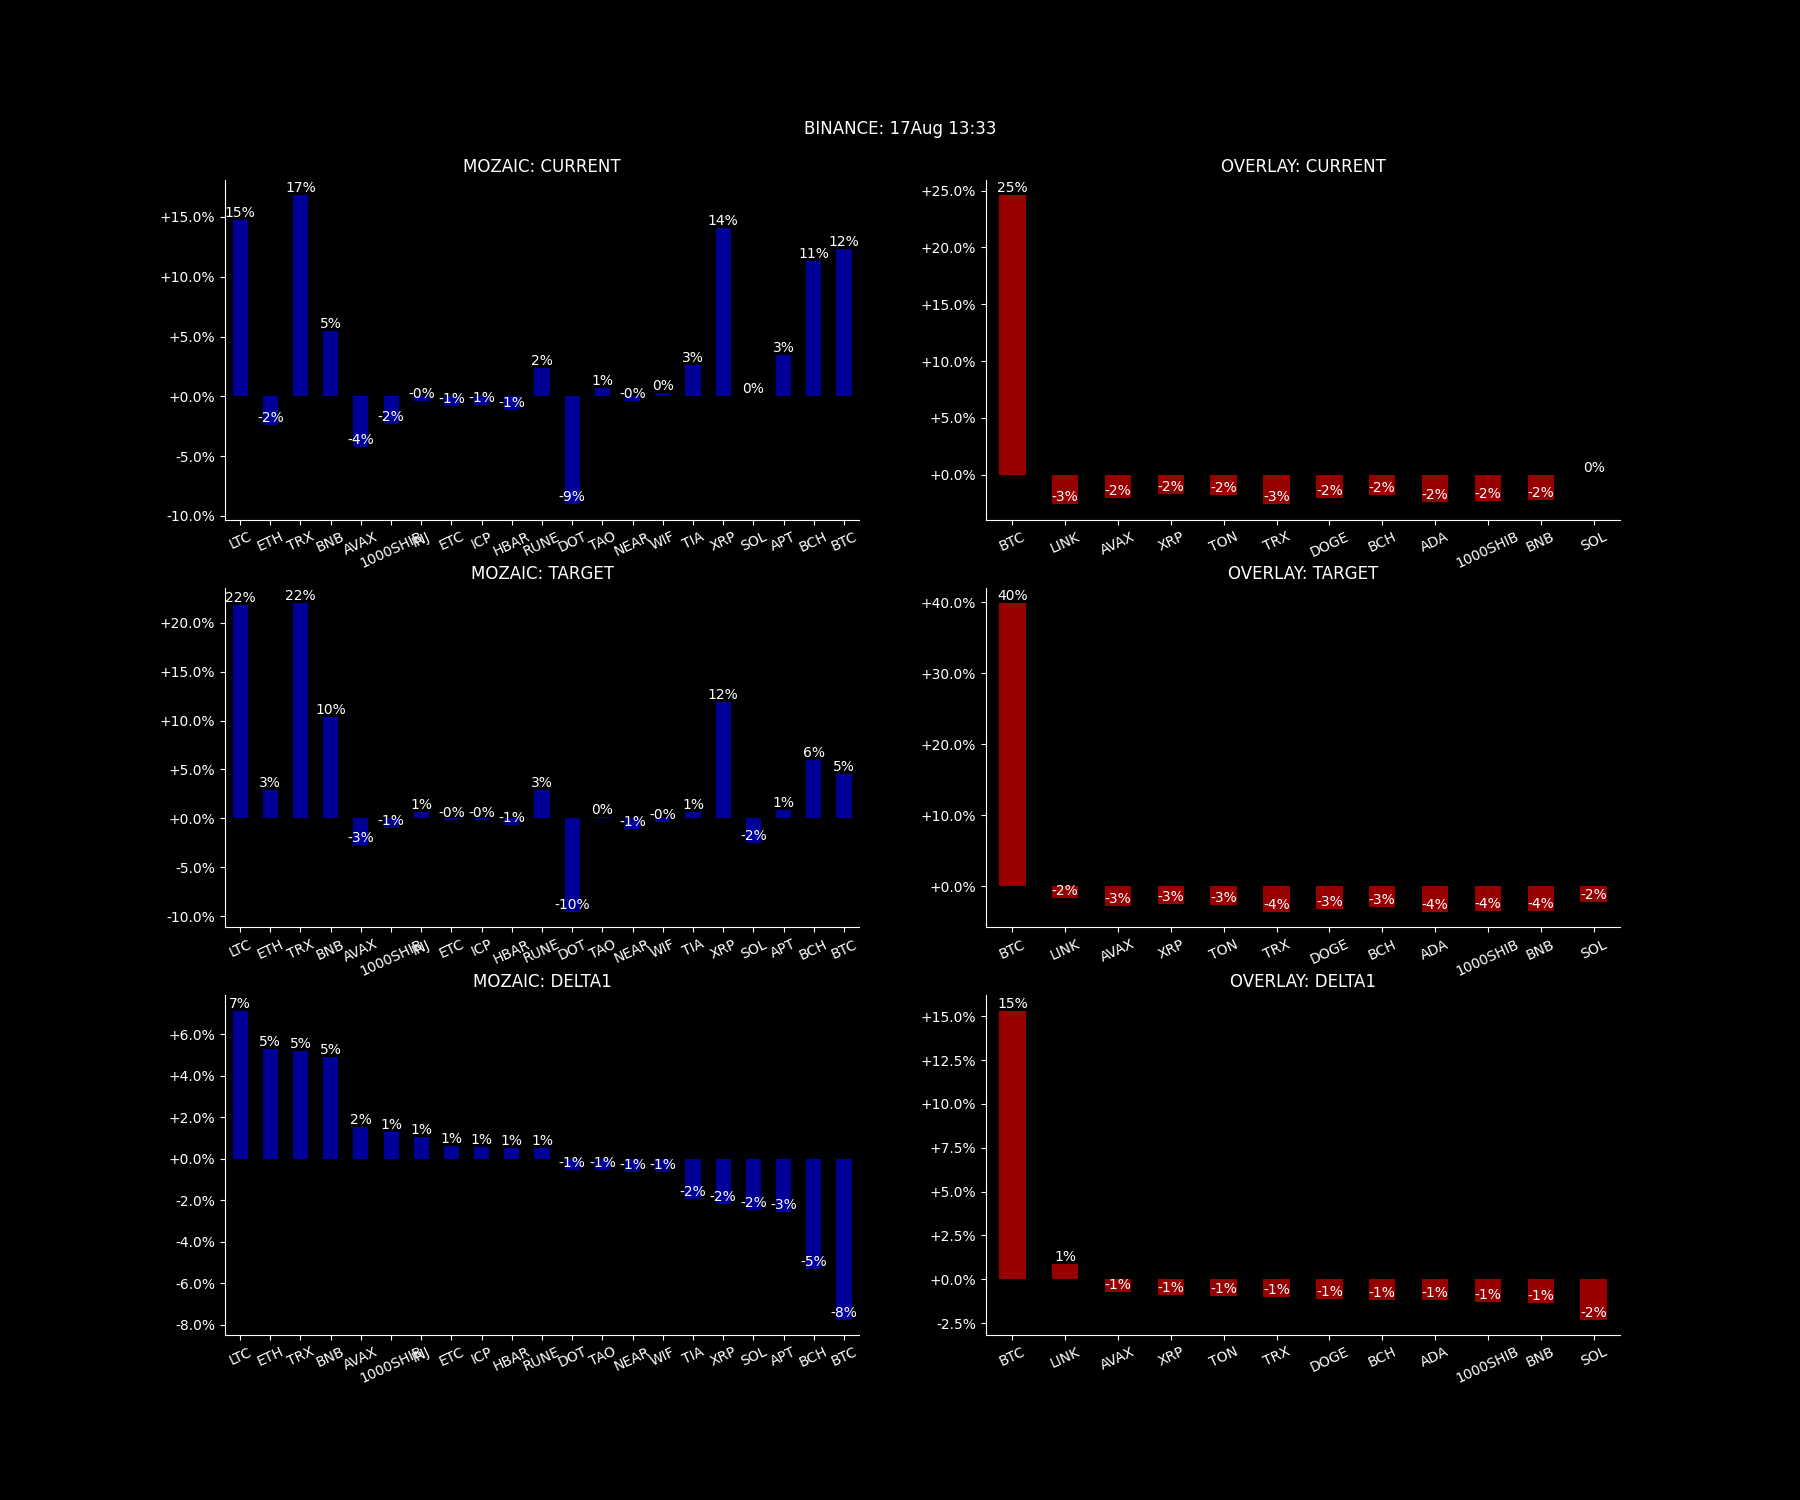 BINANCE: 17Aug 13:33
MOZAIC: CURRENT
+15.0%
+10.0%
+5.0%
+0.0%
-5.0%
-10.0%
15% -2% 17% 5% -4% -2% -0% -1% -1% -1% 2% -9% 1% -0% 0% 3% 14% 0% 3% 11% 12%
LTC ETH TRX BNB AVAX 1000SHIB INJ ETC ICP HBAR RUNE DOT TAO NEAR WIF TIA XRP SOL APT BCH BTC
OVERLAY: CURRENT
+25.0%
+20.0%
+15.0%
+10.0%
+5.0%
+0.0%
25% -3% -2% -2% -2% -3% -2% -2% -2% -2% -2% 0%
BTC LINK AVAX XRP TON TRX DOGE BCH ADA 1000SHIB BNB SOL
MOZAIC: TARGET
+20.0%
+15.0%
+10.0%
+5.0%
+0.0%
-5.0%
-10.0%
22% 3% 22% 10% -3% -1% 1% -0% -0% -1% 3% -10% 0% -1% -0% 1% 12% -2% 1% 6% 5%
LTC ETH TRX BNB AVAX 1000SHIB INJ ETC ICP HBAR RUNE DOT TAO NEAR WIF TIA XRP SOL APT BCH BTC
OVERLAY: TARGET
+40.0%
+30.0%
+20.0%
+10.0%
+0.0%
40% -2% -3% -3% -3% -4% -3% -3% -4% -4% -4% -2%
BTC LINK AVAX XRP TON TRX DOGE BCH ADA 1000SHIB BNB SOL
MOZAIC: DELTA1
+6.0%
+4.0%
+2.0%
+0.0%
-2.0%
-4.0%
-6.0%
-8.0%
7% 5% 5% 5% 2% 1% 1% 1% 1% 1% 1% -1% -1% -1% -1% -2% -2% -2% -3% -5% -8%
LTC ETH TRX BNB AVAX 1000SHIB INJ ETC ICP HBAR RUNE DOT TAO NEAR WIF TIA XRP SOL APT BCH BTC
OVERLAY: DELTA1
+15.0%
+12.5%
+10.0%
+7.5%
+5.0%
+2.5%
+0.0%
-2.5%
15% 1% -1% -1% -1% -1% -1% -1% -1% -1% -1% -2%
BTC LINK AVAX XRP TON TRX DOGE BCH ADA 1000SHIB BNB SOL